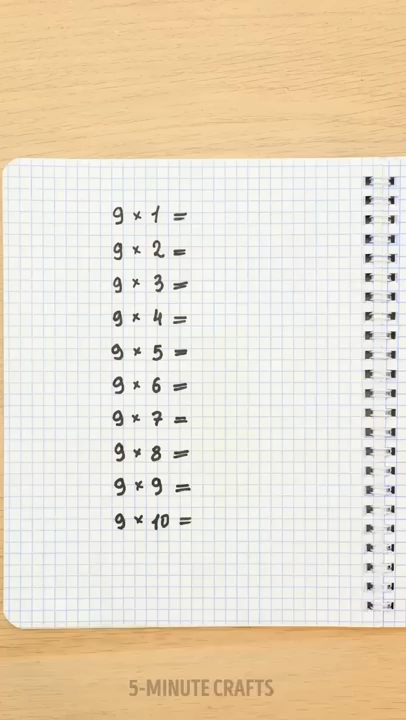 9 × 1 =
9 × 2 =
9 × 3 =
9 × 4 =
9 × 5 =
9 × 6 =
9 × 7 =
9 × 8 =
9 × 9 =
9 × 10 =
5-MINUTE CRAFTS